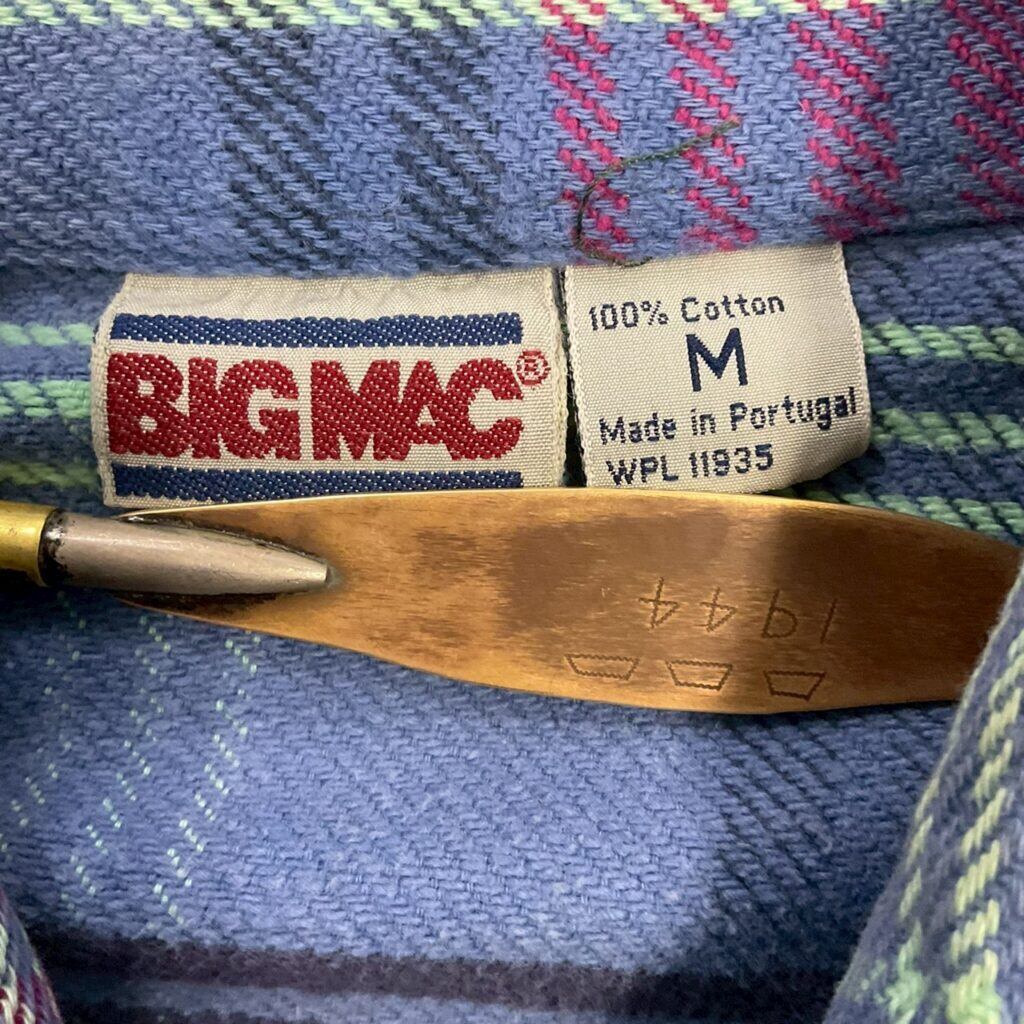 BIG MAC®
100% Cotton
M
Made in Portugal
WPL 11935
1944